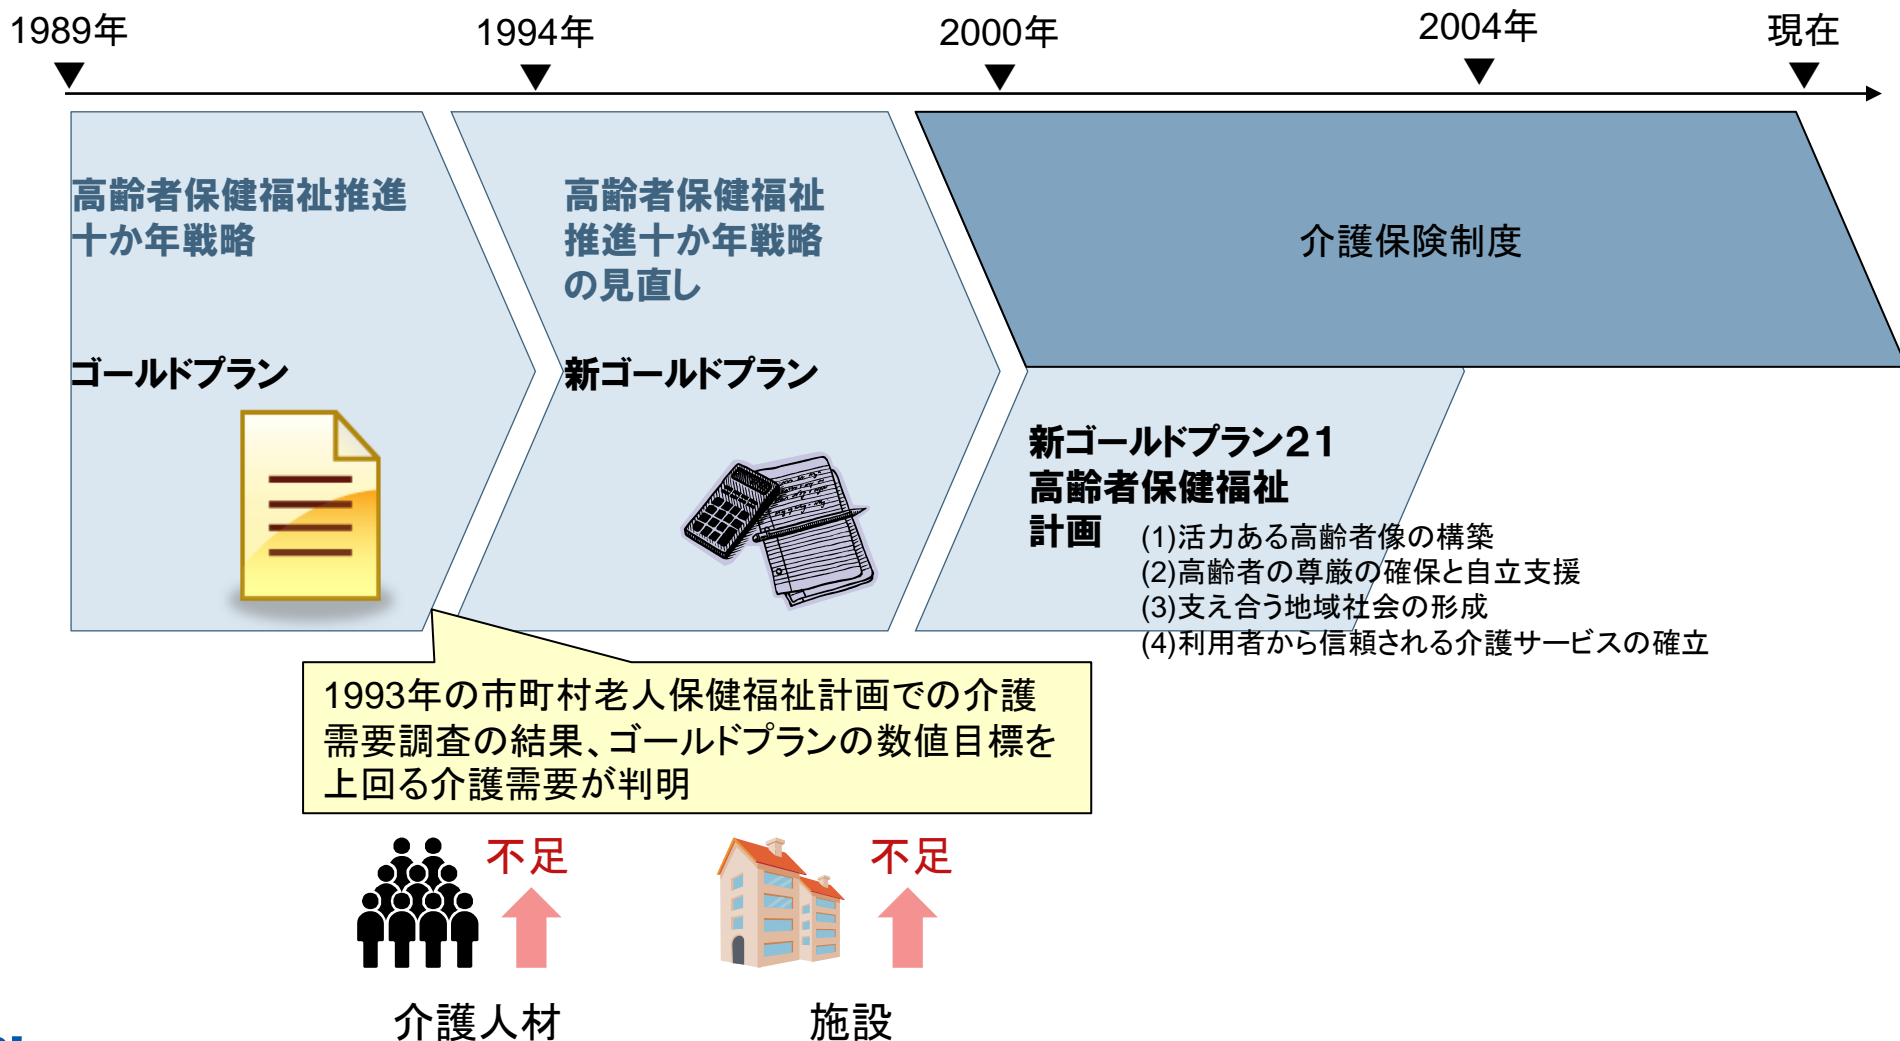 1989年
1994年
2000年
2004年
現在
高齢者保健福祉推進
十か年戦略
ゴールドプラン
高齢者保健福祉
推進十か年戦略
の見直し
新ゴールドプラン
介護保険制度
新ゴールドプラン21
高齢者保健福祉
計画
(1)活力ある高齢者像の構築
(2)高齢者の尊厳の確保と自立支援
(3)支え合う地域社会の形成
(4)利用者から信頼される介護サービスの確立
1993年の市町村老人保健福祉計画での介護
需要調査の結果、ゴールドプランの数値目標を
上回る介護需要が判明
不足
不足
介護人材
施設